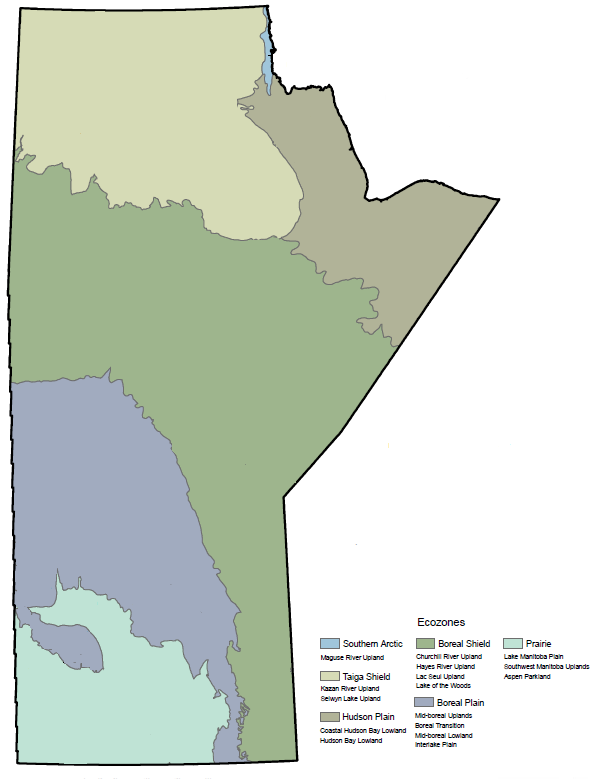 Ecozones
Southern Arctic
Maguse River Upland
Taiga Shield
Kazan River Upland
Selwyn Lake Upland
Hudson Plain
Coastal Hudson Bay Lowland
Hudson Bay Lowland
Boreal Shield
Churchill River Upland
Hayes River Upland
Lac Seul Upland
Lake of the Woods
Boreal Plain
Mid-boreal Uplands
Boreal Transition
Mid-boreal Lowland
Interlake Plain
Prairie
Lake Manitoba Plain
Southwest Manitoba Uplands
Aspen Parkland